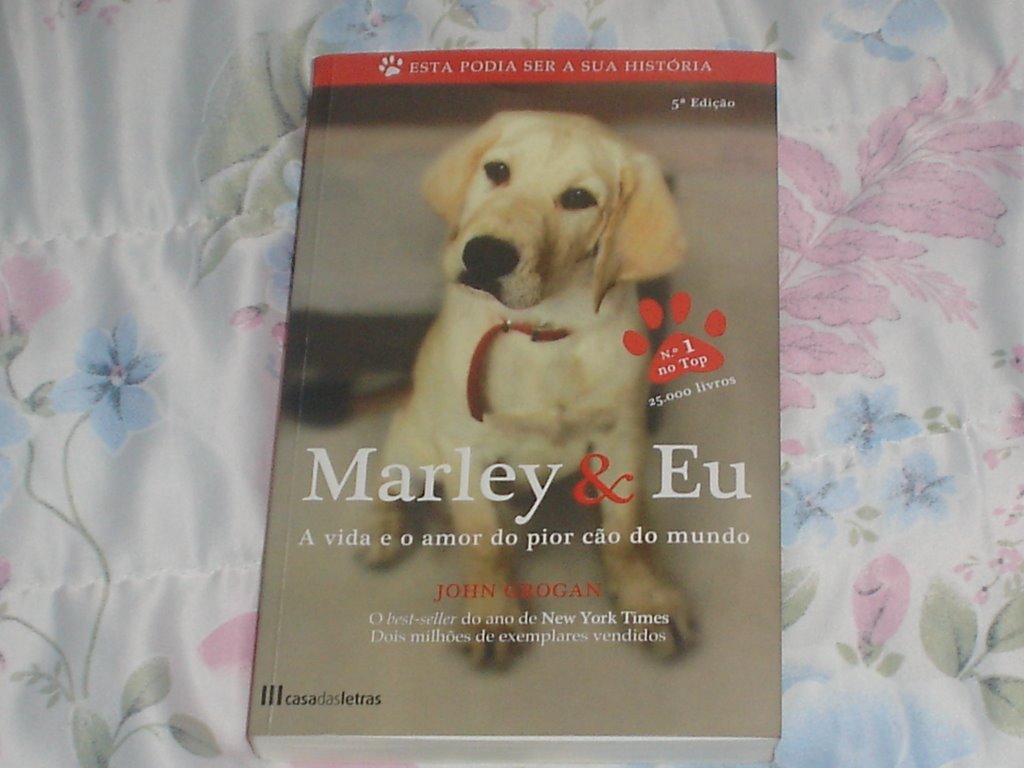 ESTA PODIA SER A SUA HISTÓRIA
5ª Edição
N.º 1
no Top
25.000 livros
Marley & Eu
A vida e o amor do pior cão do mundo
JOHN GROGAN
O best-seller do ano de New York Times
Dois milhões de exemplares vendidos
casadasletras